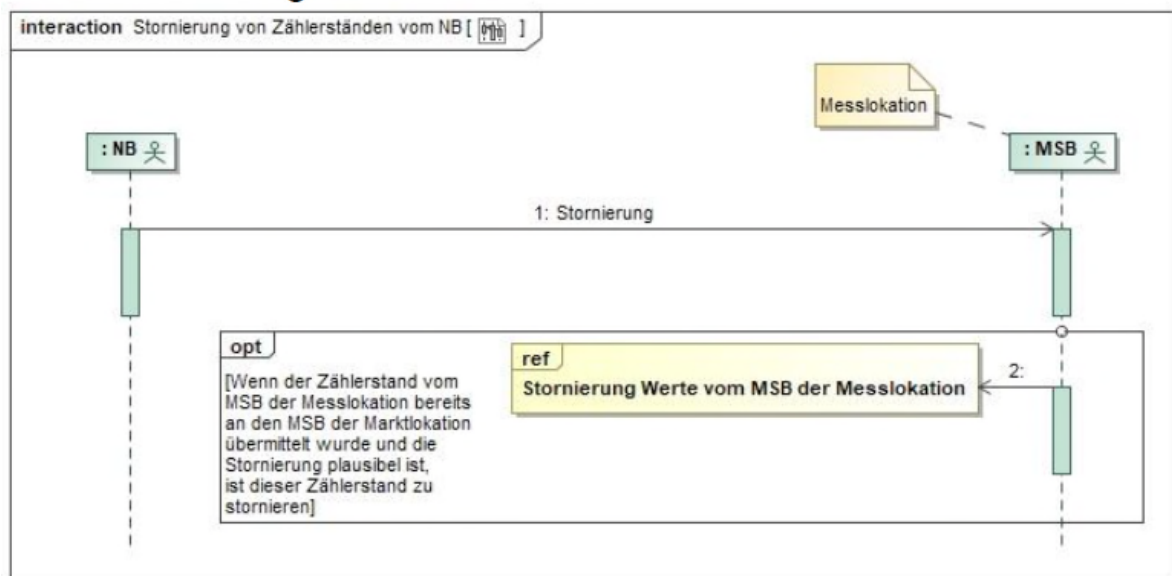 interaction Stornierung von Zählerständen vom NB [ ]
Messlokation
: NB
: MSB
1: Stornierung
opt
[Wenn der Zählerstand vom
MSB der Messlokation bereits
an den MSB der Marktlokation
übermittelt wurde und die
Stornierung plausibel ist,
ist dieser Zählerstand zu
stornieren]
ref
Stornierung Werte vom MSB der Messlokation
2: